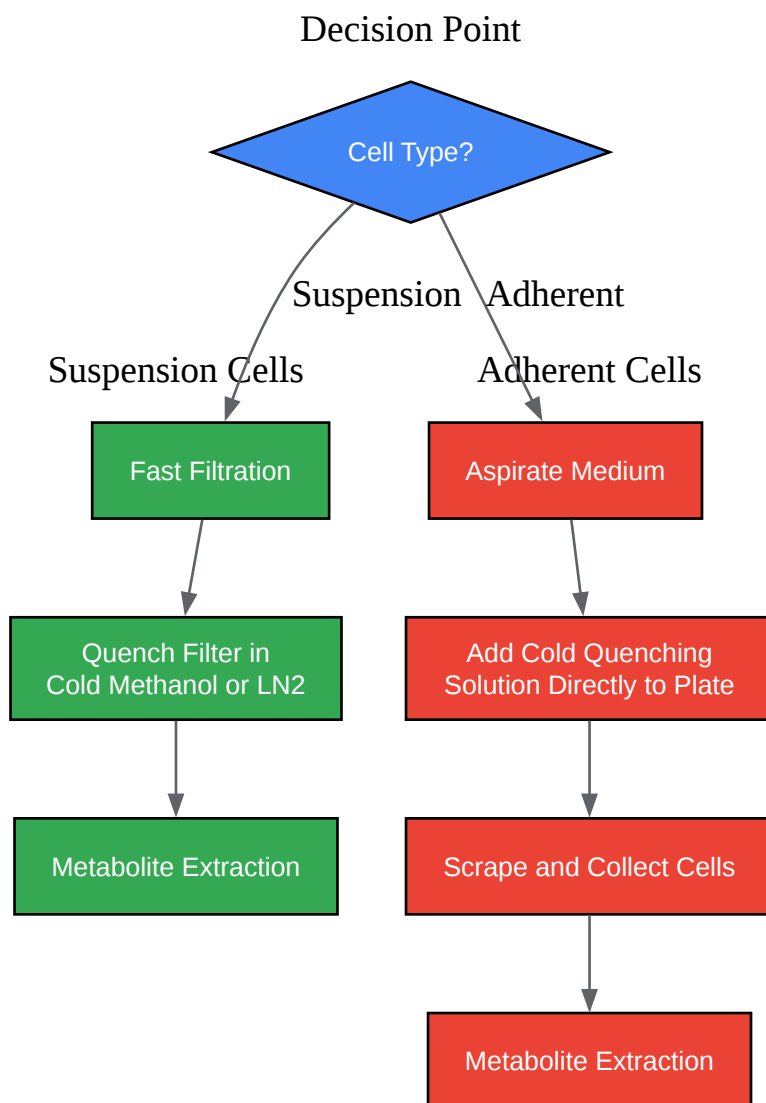 Decision Point
Cell Type?
Suspension
Adherent
Suspension Cells
Adherent Cells
Fast Filtration
Aspirate Medium
Quench Filter in
Cold Methanol or LN2
Add Cold Quenching
Solution Directly to Plate
Metabolite Extraction
Scrape and Collect Cells
Metabolite Extraction